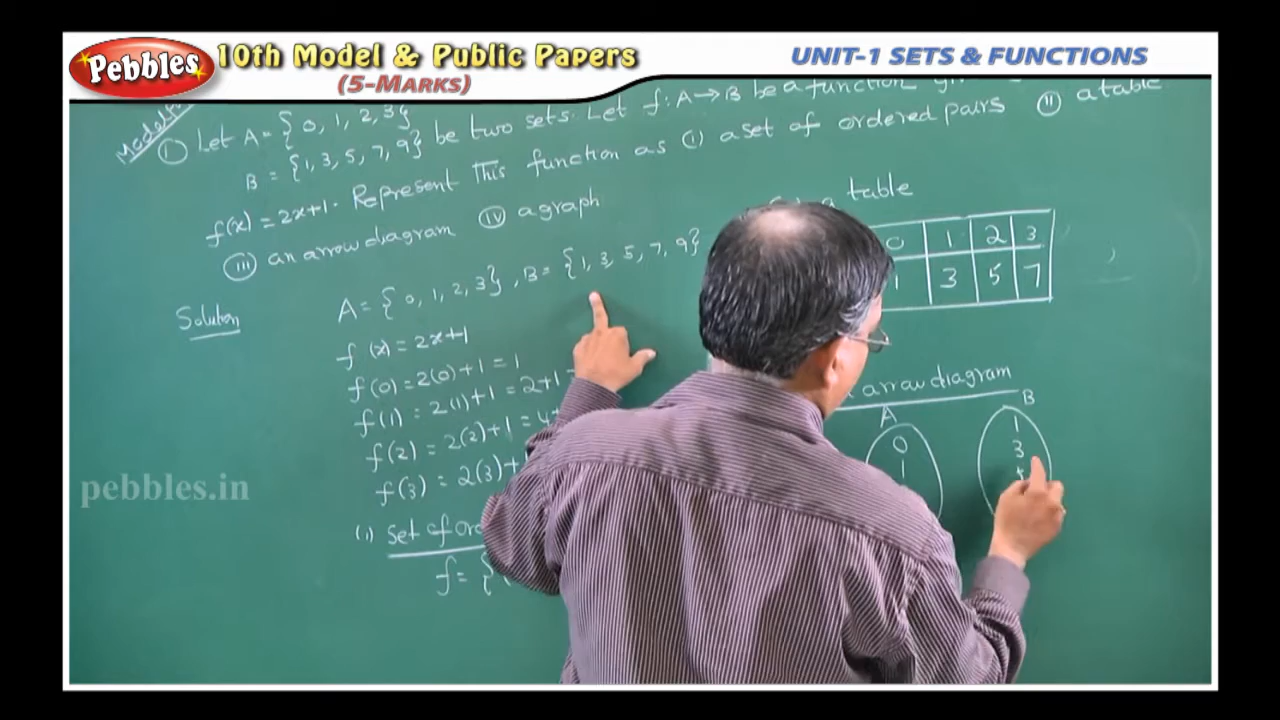 Pebbles
10th Model & Public Papers
(5-MARKS)
UNIT-1 SETS & FUNCTIONS
① Let A = { 0, 1, 2, 3}
B = {1, 3, 5, 7, 9} be two sets. Let f: A → B be a function
f(x) = 2x+1. Represent This function as (i) a set of ordered pairs (ii) a table
(iii) an arrow diagram (iv) a graph
Solution
A = { 0, 1, 2, 3 } , B = { 1, 3, 5, 7, 9 }
f (x) = 2x+1
f(0) = 2(0)+1 = 1
f(1) = 2(1)+1 = 2+1
f(2) = 2(2)+1 = 4+
f(3) = 2(3)+
(i) Set of
f = {
a table
0 1 2 3
1 3 5 7
arrow diagram
A B
0 1
1 3
pebbles.in